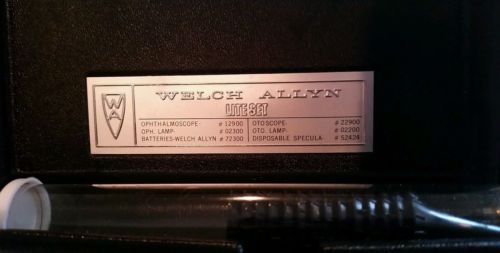 WA
WELCH ALLYN
LITE SET
OPHTHALMOSCOPE- # 12900
OPH. LAMP- # 02300
BATTERIES-WELCH ALLYN # 72300
OTOSCOPE- # 22900
OTO. LAMP- # 02200
DISPOSABLE SPECULA- # 52424